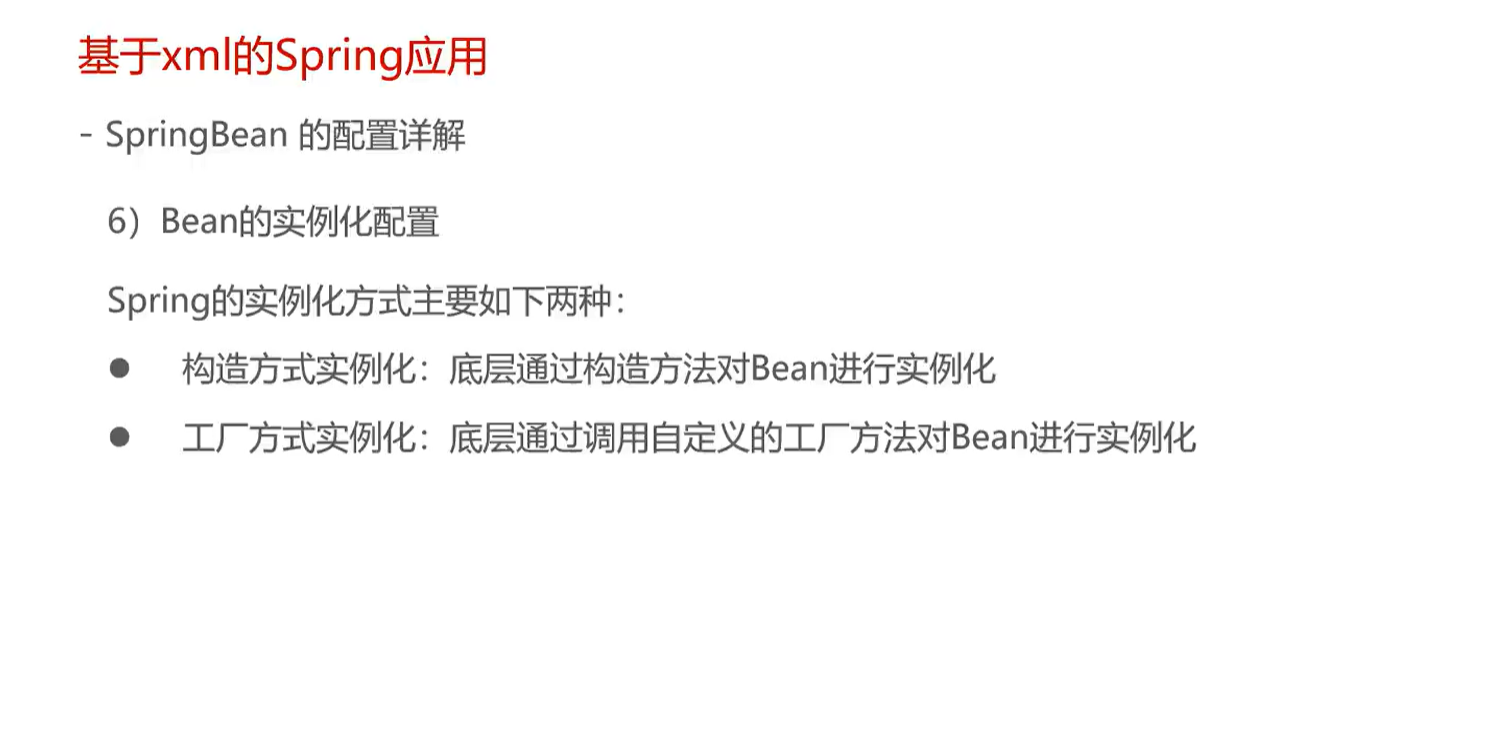 基于xml的Spring应用
- SpringBean 的配置详解
6）Bean的实例化配置
Spring的实例化方式主要如下两种：
● 构造方式实例化：底层通过构造方法对Bean进行实例化
● 工厂方式实例化：底层通过调用自定义的工厂方法对Bean进行实例化